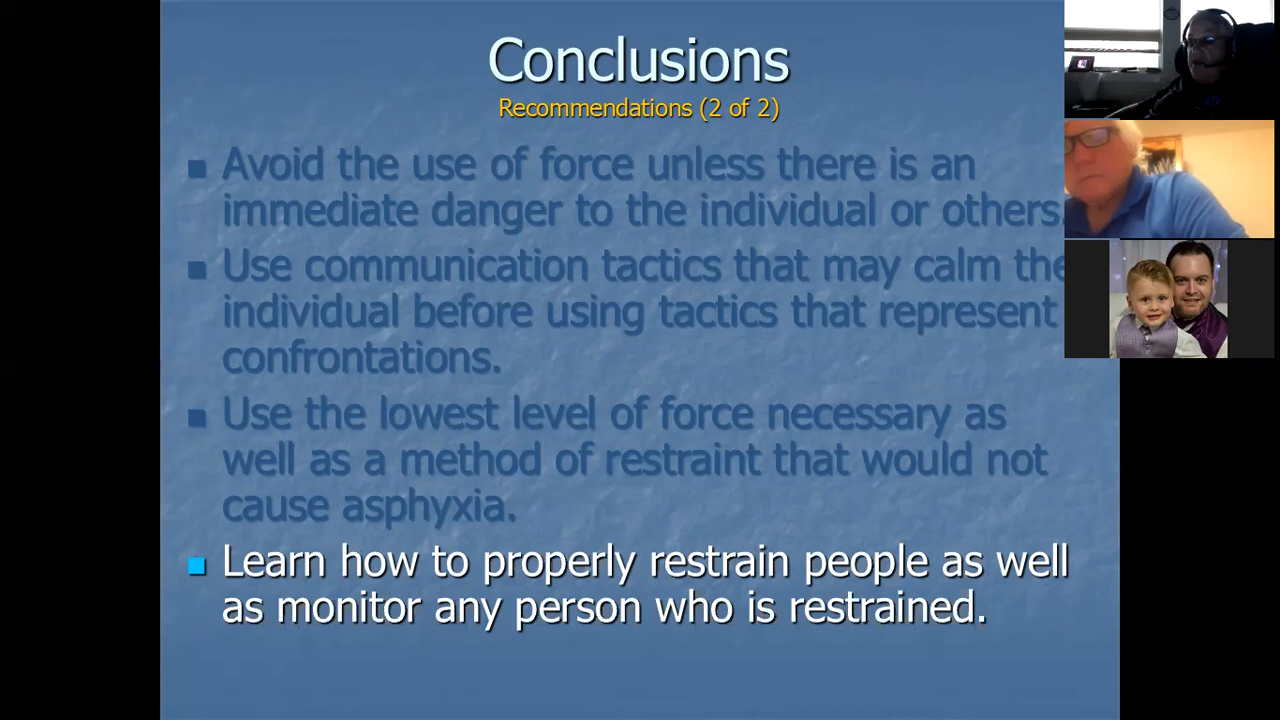 Conclusions
Recommendations (2 of 2)
Avoid the use of force unless there is an
immediate danger to the individual or others.
Use communication tactics that may calm the
individual before using tactics that represent
confrontations.
Use the lowest level of force necessary as
well as a method of restraint that would not
cause asphyxia.
Learn how to properly restrain people as well
as monitor any person who is restrained.